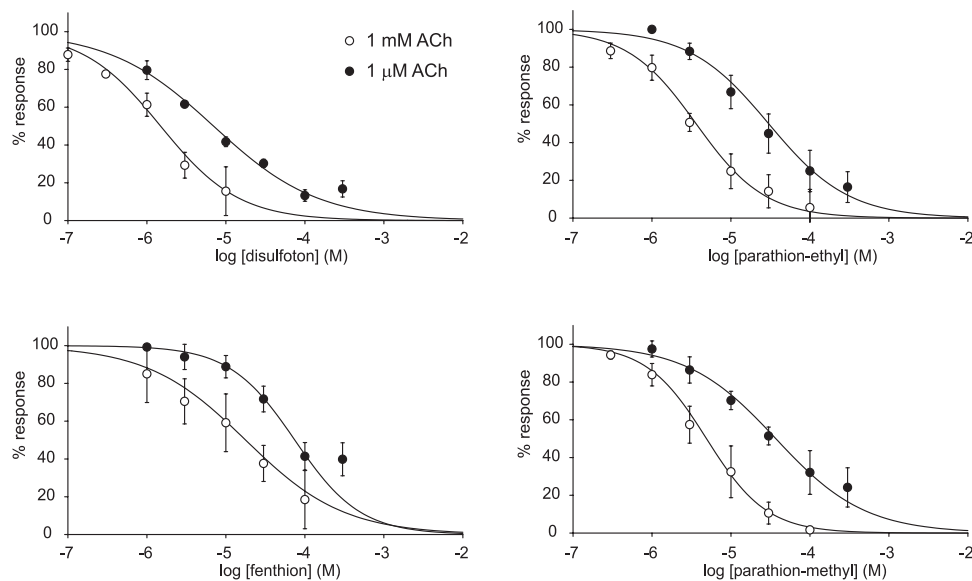 100
80
60
40
20
0
% response
-7 -6 -5 -4 -3 -2
log [disulfoton] (M)
1 mM ACh
1 μM ACh
100
80
60
40
20
0
% response
-7 -6 -5 -4 -3 -2
log [parathion-ethyl] (M)
100
80
60
40
20
0
% response
-7 -6 -5 -4 -3 -2
log [fenthion] (M)
100
80
60
40
20
0
% response
-7 -6 -5 -4 -3 -2
log [parathion-methyl] (M)